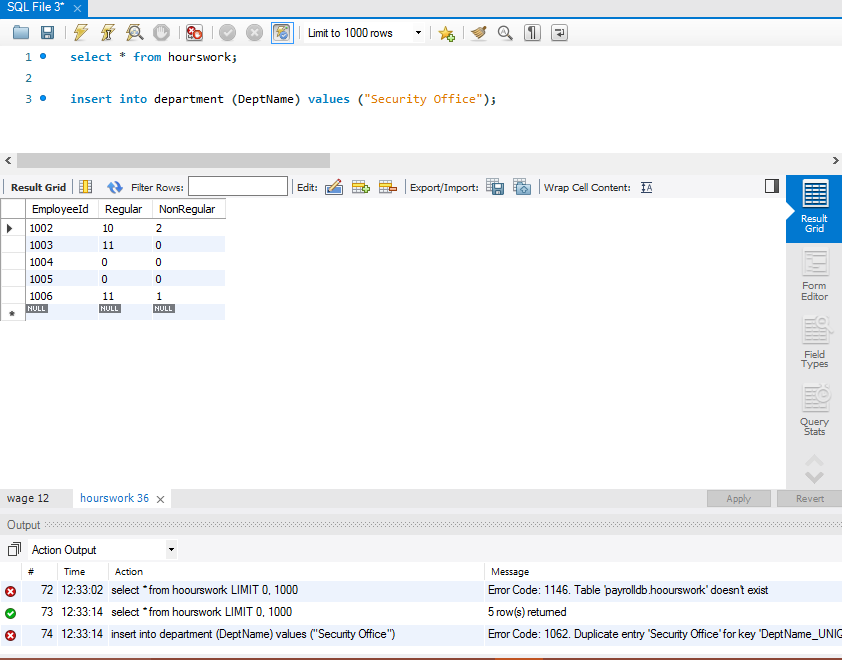 SQL File 3*
Limit to 1000 rows
1 select * from hourswork;
2
3 insert into department (DeptName) values ("Security Office");
Result Grid Filter Rows: Edit: Export/Import: Wrap Cell Content:
EmployeeId Regular NonRegular
1002 10 2
1003 11 0
1004 0 0
1005 0 0
1006 11 1
NULL NULL NULL
Result
Grid
Form
Editor
Field
Types
Query
Stats
wage 12 hourswork 36 Apply Revert
Output
Action Output
# Time Action Message
72 12:33:02 select * from hoourswork LIMIT 0, 1000 Error Code: 1146. Table 'payrolldb.hoourswork' doesn't exist
73 12:33:14 select * from hourswork LIMIT 0, 1000 5 row(s) returned
74 12:33:14 insert into department (DeptName) values ("Security Office") Error Code: 1062. Duplicate entry 'Security Office' for key 'DeptName_UNIQ